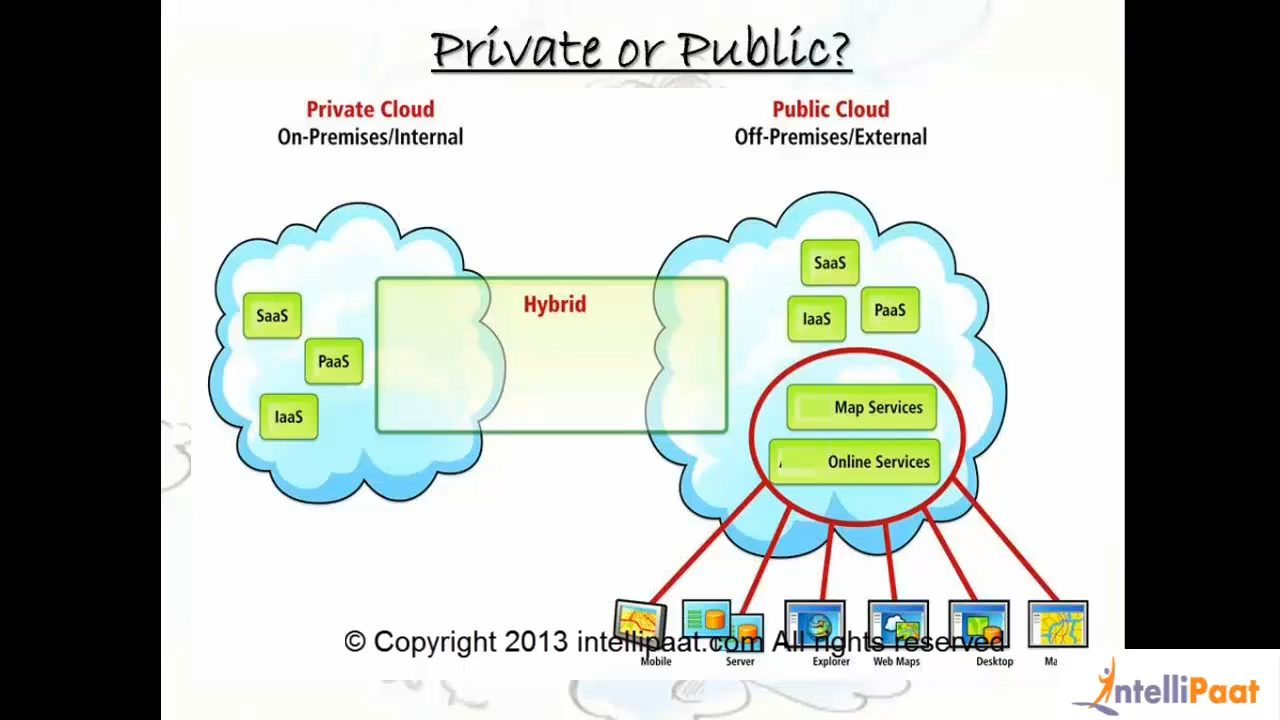 Private or Public?
Private Cloud
On-Premises/Internal
Public Cloud
Off-Premises/External
SaaS
PaaS
IaaS
Hybrid
SaaS
IaaS
PaaS
Map Services
Online Services
© Copyright 2013 intellipaat.com All rights reserved
Mobile
Server
Explorer
Web Maps
Desktop
Ma
IntelliPaat